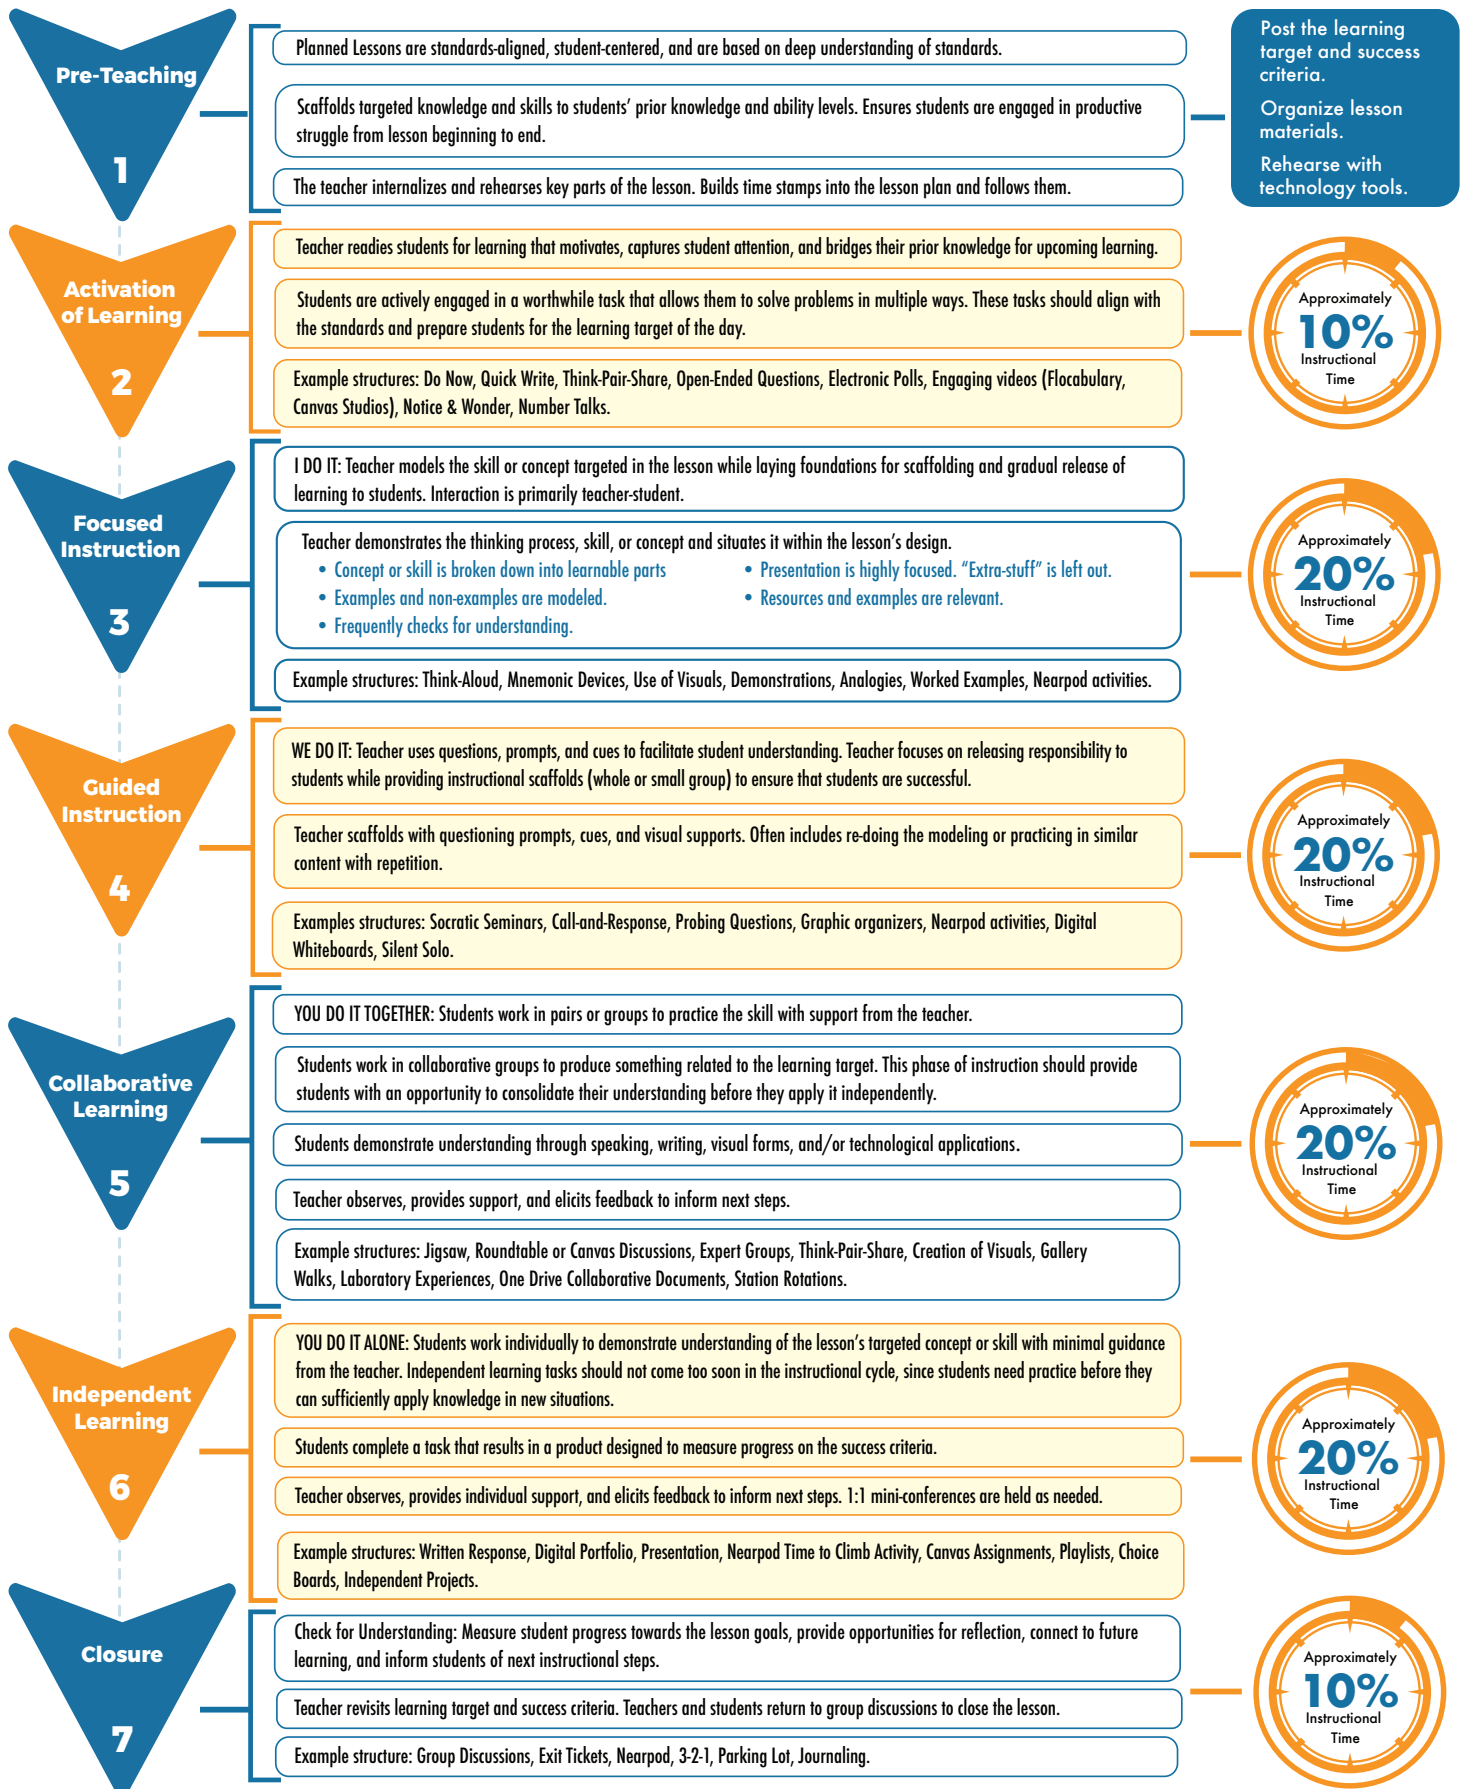 Pre-Teaching
1
Planned Lessons are standards-aligned, student-centered, and are based on deep understanding of standards.
Scaffolds targeted knowledge and skills to students’ prior knowledge and ability levels. Ensures students are engaged in productive
struggle from lesson beginning to end.
The teacher internalizes and rehearses key parts of the lesson. Builds time stamps into the lesson plan and follows them.
Post the learning
target and success
criteria.
Organize lesson
materials.
Rehearse with
technology tools.
Activation
of Learning
2
Teacher readies students for learning that motivates, captures student attention, and bridges their prior knowledge for upcoming learning.
Students are actively engaged in a worthwhile task that allows them to solve problems in multiple ways. These tasks should align with
the standards and prepare students for the learning target of the day.
Example structures: Do Now, Quick Write, Think-Pair-Share, Open-Ended Questions, Electronic Polls, Engaging videos (Flocabulary,
Canvas Studios), Notice & Wonder, Number Talks.
Approximately
10%
Instructional
Time
Focused
Instruction
3
I DO IT: Teacher models the skill or concept targeted in the lesson while laying foundations for scaffolding and gradual release of
learning to students. Interaction is primarily teacher-student.
Teacher demonstrates the thinking process, skill, or concept and situates it within the lesson’s design.
• Concept or skill is broken down into learnable parts
• Examples and non-examples are modeled.
• Frequently checks for understanding.
• Presentation is highly focused. “Extra-stuff” is left out.
• Resources and examples are relevant.
Example structures: Think-Aloud, Mnemonic Devices, Use of Visuals, Demonstrations, Analogies, Worked Examples, Nearpod activities.
Approximately
20%
Instructional
Time
Guided
Instruction
4
WE DO IT: Teacher uses questions, prompts, and cues to facilitate student understanding. Teacher focuses on releasing responsibility to
students while providing instructional scaffolds (whole or small group) to ensure that students are successful.
Teacher scaffolds with questioning prompts, cues, and visual supports. Often includes re-doing the modeling or practicing in similar
content with repetition.
Examples structures: Socratic Seminars, Call-and-Response, Probing Questions, Graphic organizers, Nearpod activities, Digital
Whiteboards, Silent Solo.
Approximately
20%
Instructional
Time
Collaborative
Learning
5
YOU DO IT TOGETHER: Students work in pairs or groups to practice the skill with support from the teacher.
Students work in collaborative groups to produce something related to the learning target. This phase of instruction should provide
students with an opportunity to consolidate their understanding before they apply it independently.
Students demonstrate understanding through speaking, writing, visual forms, and/or technological applications.
Teacher observes, provides support, and elicits feedback to inform next steps.
Example structures: Jigsaw, Roundtable or Canvas Discussions, Expert Groups, Think-Pair-Share, Creation of Visuals, Gallery
Walks, Laboratory Experiences, One Drive Collaborative Documents, Station Rotations.
Approximately
20%
Instructional
Time
Independent
Learning
6
YOU DO IT ALONE: Students work individually to demonstrate understanding of the lesson’s targeted concept or skill with minimal guidance
from the teacher. Independent learning tasks should not come too soon in the instructional cycle, since students need practice before they
can sufficiently apply knowledge in new situations.
Students complete a task that results in a product designed to measure progress on the success criteria.
Teacher observes, provides individual support, and elicits feedback to inform next steps. 1:1 mini-conferences are held as needed.
Example structures: Written Response, Digital Portfolio, Presentation, Nearpod Time to Climb Activity, Canvas Assignments, Playlists, Choice
Boards, Independent Projects.
Approximately
20%
Instructional
Time
Closure
7
Check for Understanding: Measure student progress towards the lesson goals, provide opportunities for reflection, connect to future
learning, and inform students of next instructional steps.
Teacher revisits learning target and success criteria. Teachers and students return to group discussions to close the lesson.
Example structure: Group Discussions, Exit Tickets, Nearpod, 3-2-1, Parking Lot, Journaling.
Approximately
10%
Instructional
Time